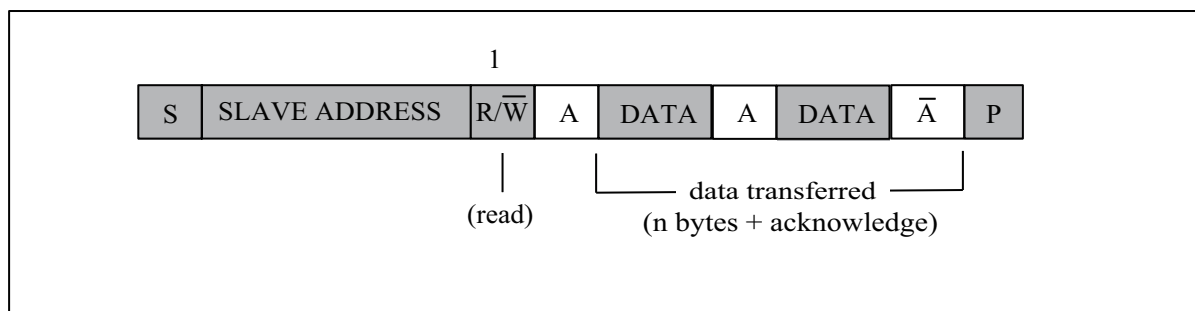 1
S SLAVE ADDRESS R/W̅ A DATA A DATA A̅ P
data transferred
(read)
(n bytes + acknowledge)